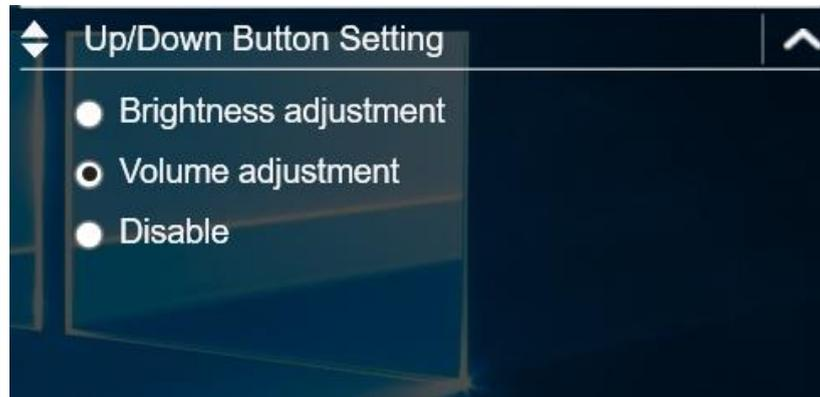 Up/Down Button Setting
Brightness adjustment
Volume adjustment
Disable